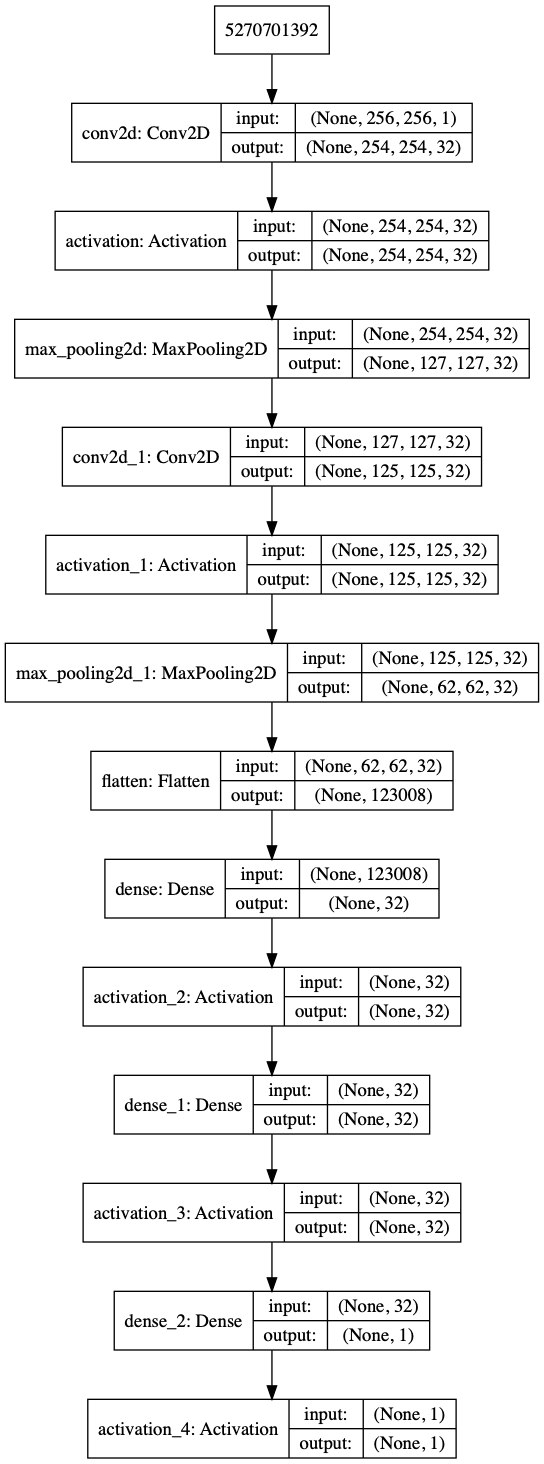 5270701392
conv2d: Conv2D
input: (None, 256, 256, 1)
output: (None, 254, 254, 32)
activation: Activation
input: (None, 254, 254, 32)
output: (None, 254, 254, 32)
max_pooling2d: MaxPooling2D
input: (None, 254, 254, 32)
output: (None, 127, 127, 32)
conv2d_1: Conv2D
input: (None, 127, 127, 32)
output: (None, 125, 125, 32)
activation_1: Activation
input: (None, 125, 125, 32)
output: (None, 125, 125, 32)
max_pooling2d_1: MaxPooling2D
input: (None, 125, 125, 32)
output: (None, 62, 62, 32)
flatten: Flatten
input: (None, 62, 62, 32)
output: (None, 123008)
dense: Dense
input: (None, 123008)
output: (None, 32)
activation_2: Activation
input: (None, 32)
output: (None, 32)
dense_1: Dense
input: (None, 32)
output: (None, 32)
activation_3: Activation
input: (None, 32)
output: (None, 32)
dense_2: Dense
input: (None, 32)
output: (None, 1)
activation_4: Activation
input: (None, 1)
output: (None, 1)